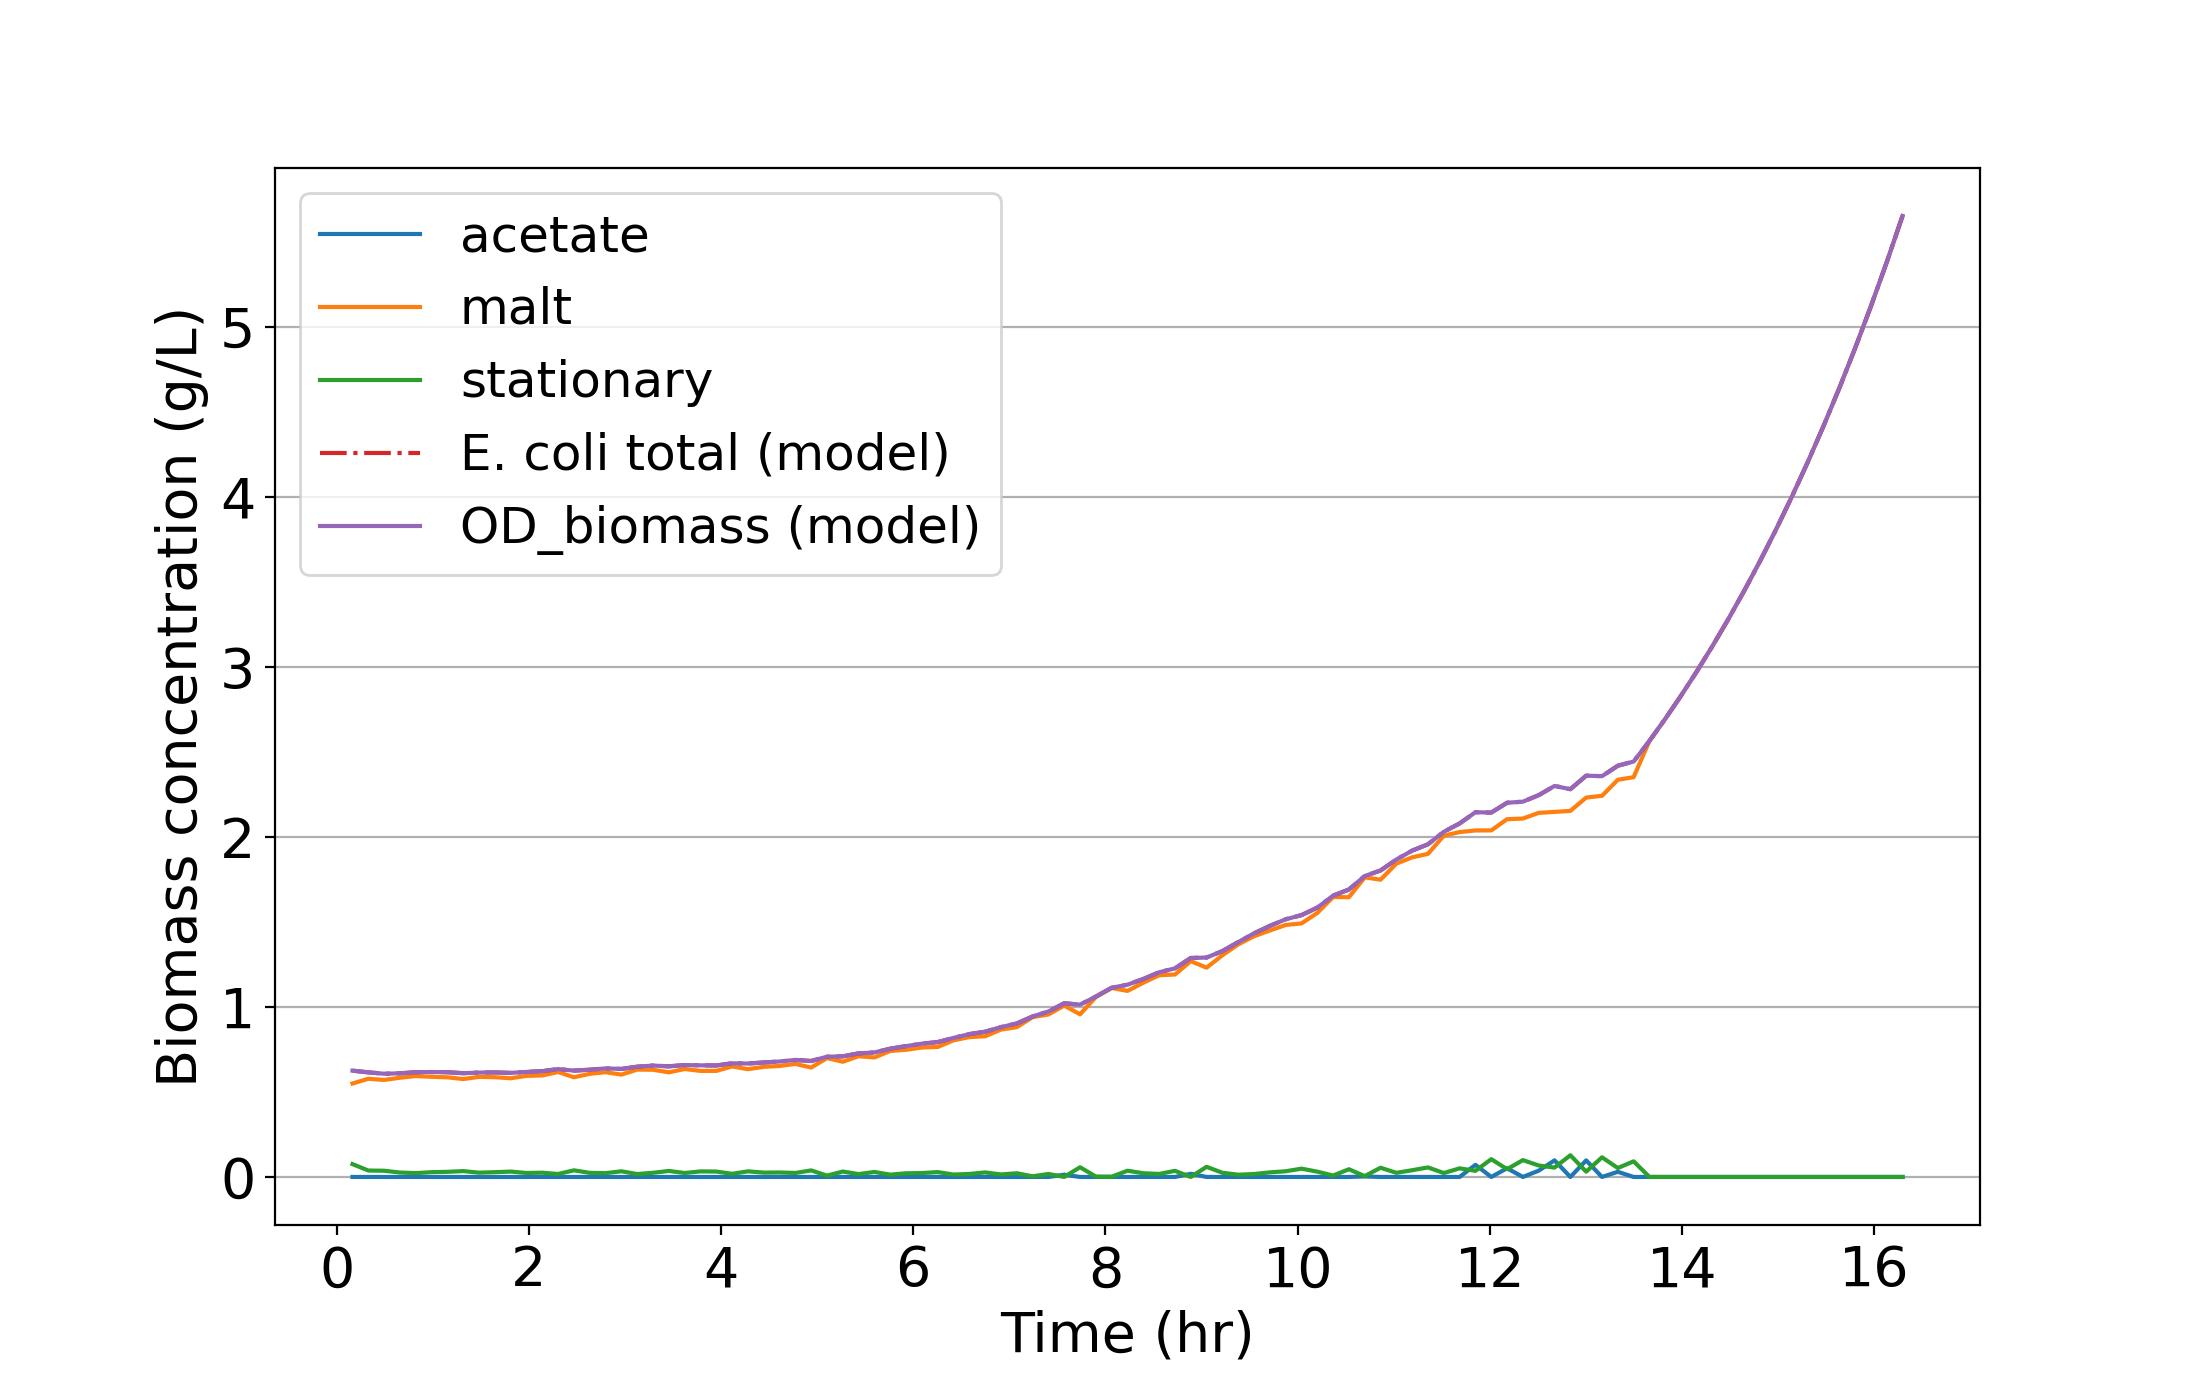 acetate
malt
stationary
E. coli total (model)
OD_biomass (model)
Biomass concentration (g/L)
5
4
3
2
1
0
0 2 4 6 8 10 12 14 16
Time (hr)